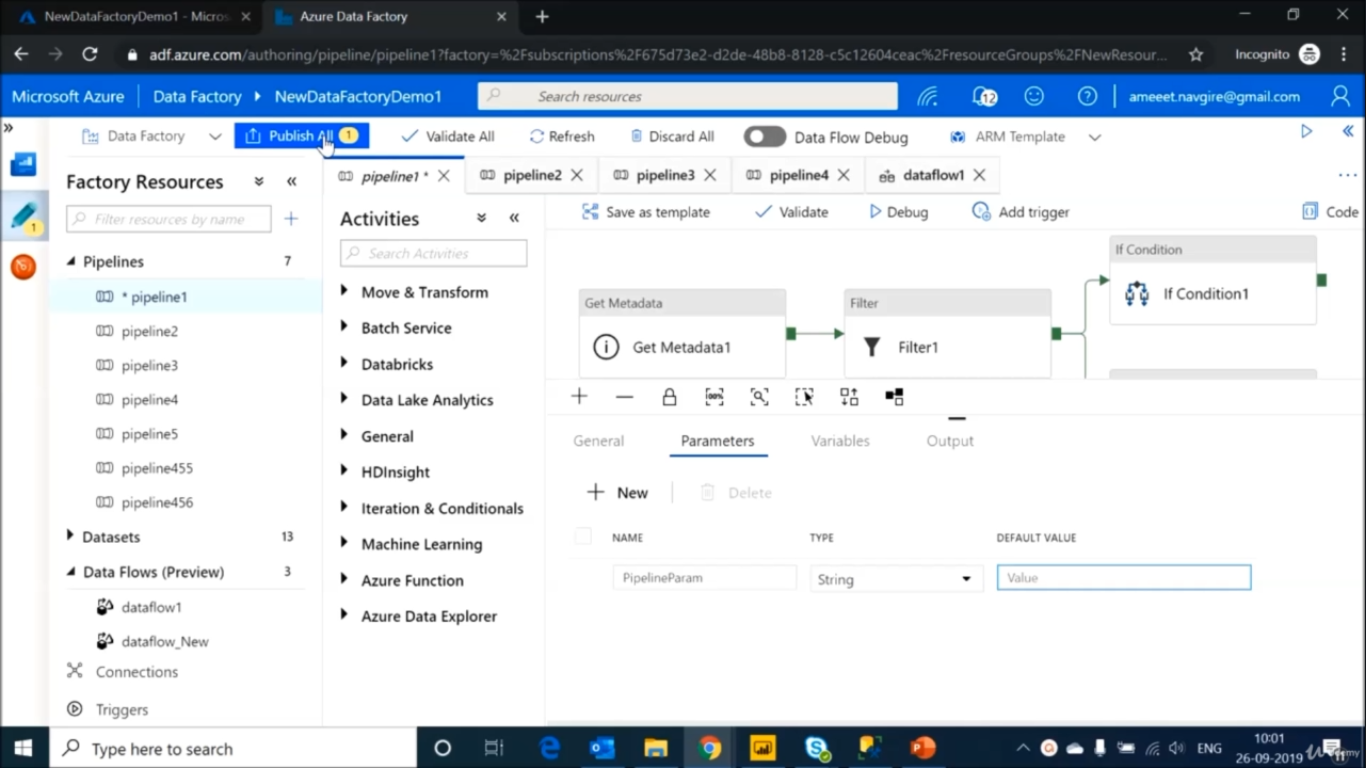 NewDataFactoryDemo1 - Micros
Azure Data Factory
adf.azure.com/authoring/pipeline/pipeline1?factory=%2Fsubscriptions%2F675d73e2-d2de-48b8-8128-c5c12604ceac%2FresourceGroups%2FNewResour...
Incognito
Microsoft Azure
Data Factory
NewDataFactoryDemo1
Search resources
12
ameeet.navgire@gmail.com
Data Factory
Publish All
1
Validate All
Refresh
Discard All
Data Flow Debug
ARM Template
1
Factory Resources
Filter resources by name
Pipelines 7
* pipeline1
pipeline2
pipeline3
pipeline4
pipeline5
pipeline455
pipeline456
Datasets 13
Data Flows (Preview) 3
dataflow1
dataflow_New
Connections
Triggers
pipeline1 *
pipeline2
pipeline3
pipeline4
dataflow1
Activities
Search Activities
Move & Transform
Batch Service
Databricks
Data Lake Analytics
General
HDInsight
Iteration & Conditionals
Machine Learning
Azure Function
Azure Data Explorer
Save as template
Validate
Debug
Add trigger
Code
Get Metadata
Get Metadata1
Filter
Filter1
If Condition
If Condition1
100%
General
Parameters
Variables
Output
New
Delete
NAME TYPE DEFAULT VALUE
PipelineParam String Value
Type here to search
ENG
10:01
26-09-2019
11